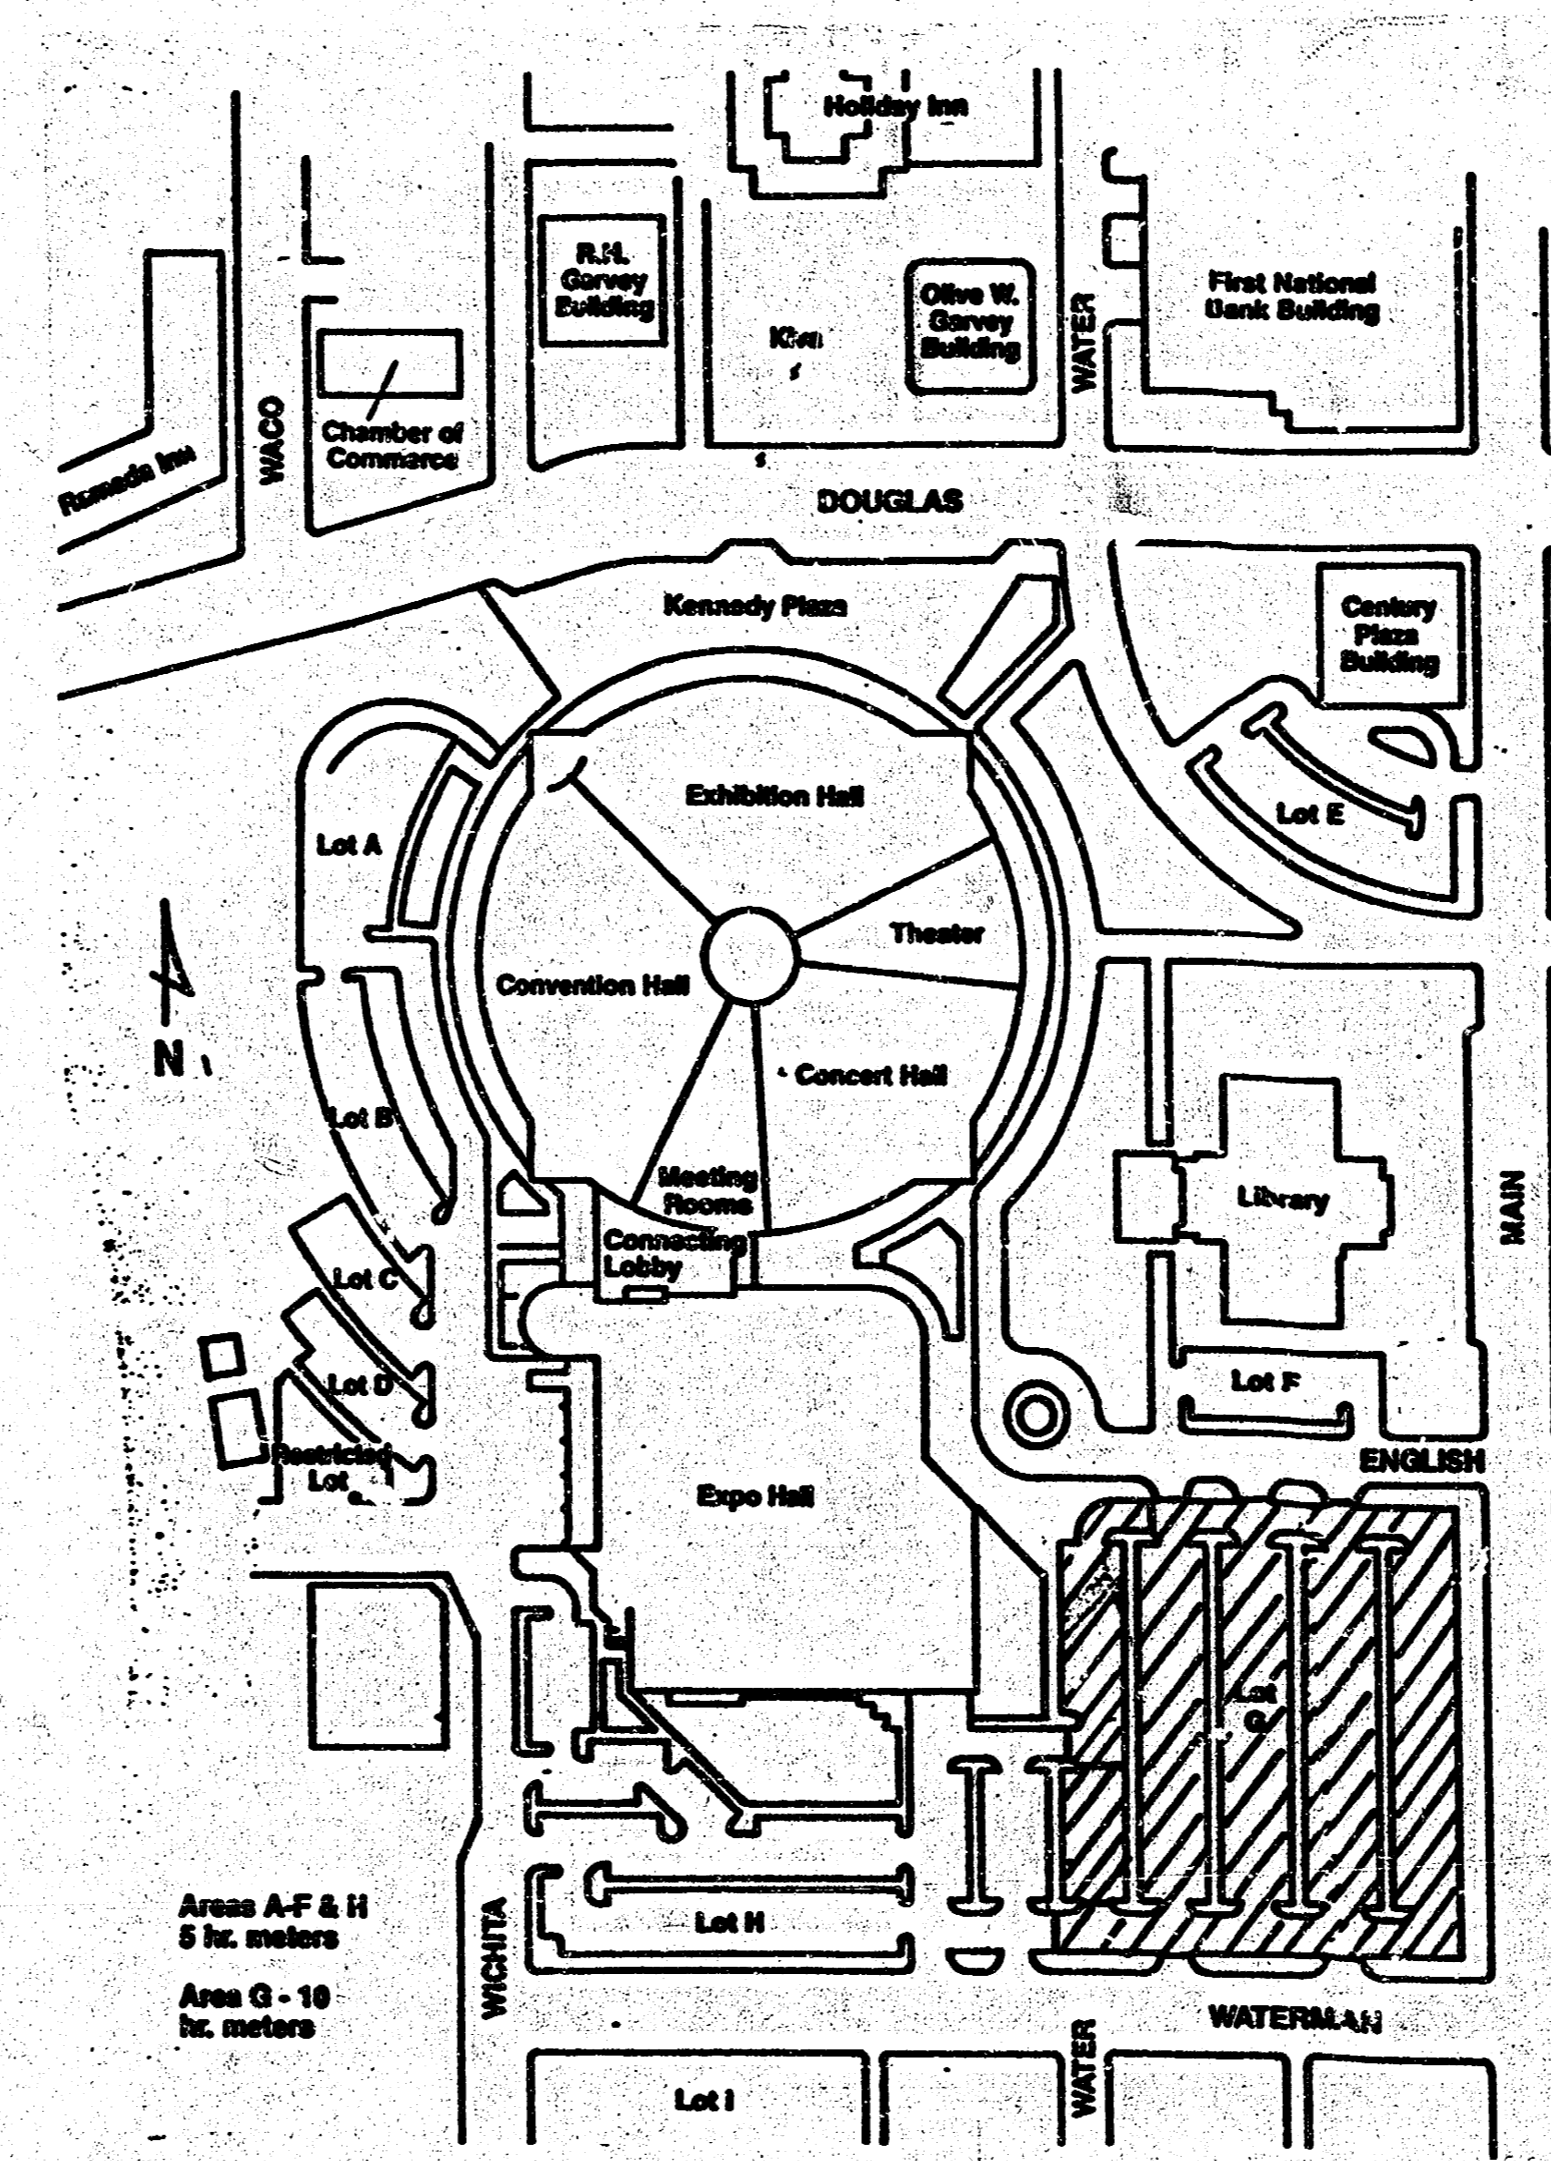 Holiday Inn
R.H.
Garvey
Building
Olive W.
Garvey
Building
WATER
First National
Bank Building
WACO
Chamber of
Commerce
Ramada Inn
DOUGLAS
Kennedy Plaza
Century
Plaza
Building
Exhibition Hall
Lot E
Lot A
Theater
Convention Hall
N
Concert Hall
Lot B
Meeting
Rooms
Library
MAIN
Connecting
Lobby
Lot C
Lot D
Lot F
Restricted
Lot
ENGLISH
Expo Hall
Lot
G
Areas A-F & H
5 hr. meters
Lot H
WICHITA
Area G - 10
hr. meters
WATERMAN
WATER
Lot I